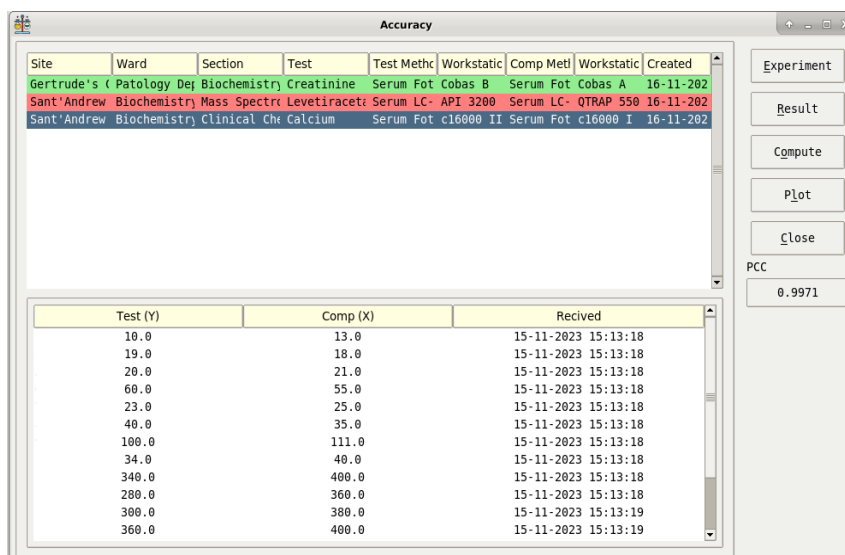 Accuracy
Site Ward Section Test Test Methc Workstatic Comp Metl Workstatic Created
Gertrude's ( Patology Dep Biochemistry Creatinine Serum Fot Cobas B Serum Fot Cobas A 16-11-202
Sant'Andrew Biochemistry Mass Spectro Levetiraceta Serum LC- API 3200 Serum LC- QTRAP 550 16-11-202
Sant'Andrew Biochemistry Clinical Che Calcium Serum Fot c16000 II Serum Fot c16000 I 16-11-202
Experiment
Result
Compute
Plot
Close
PCC
0.9971
Test (Y) Comp (X) Recived
10.0 13.0 15-11-2023 15:13:18
19.0 18.0 15-11-2023 15:13:18
20.0 21.0 15-11-2023 15:13:18
60.0 55.0 15-11-2023 15:13:18
23.0 25.0 15-11-2023 15:13:18
40.0 35.0 15-11-2023 15:13:18
100.0 111.0 15-11-2023 15:13:18
34.0 40.0 15-11-2023 15:13:18
340.0 400.0 15-11-2023 15:13:18
280.0 360.0 15-11-2023 15:13:18
300.0 380.0 15-11-2023 15:13:19
360.0 400.0 15-11-2023 15:13:19